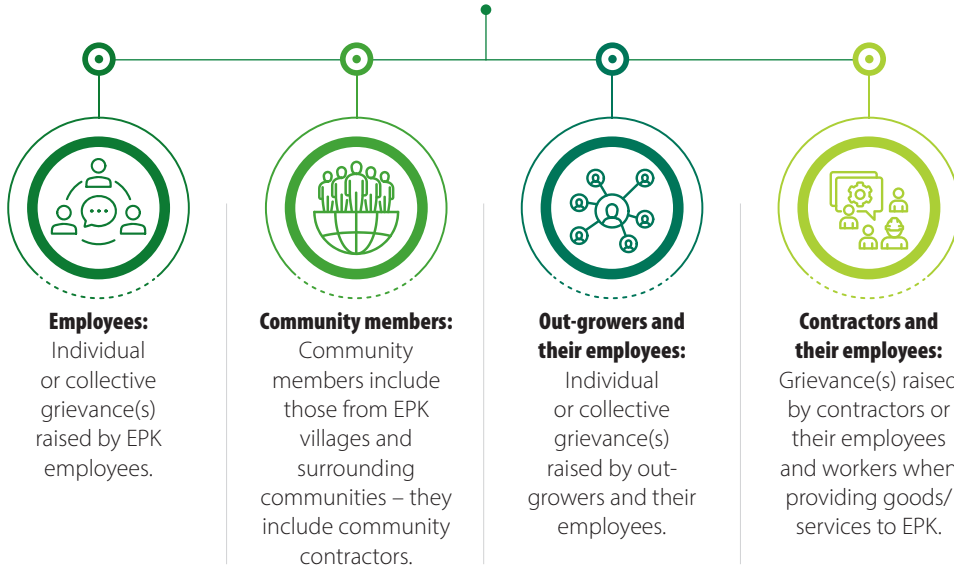 Employees:
Individual
or collective
grievance(s)
raised by EPK
employees.
Community members:
Community
members include
those from EPK
villages and
surrounding
communities – they
include community
contractors.
Out-growers and
their employees:
Individual
or collective
grievance(s)
raised by out-
growers and their
employees.
Contractors and
their employees:
Grievance(s) raised
by contractors or
their employees
and workers when
providing goods/
services to EPK.